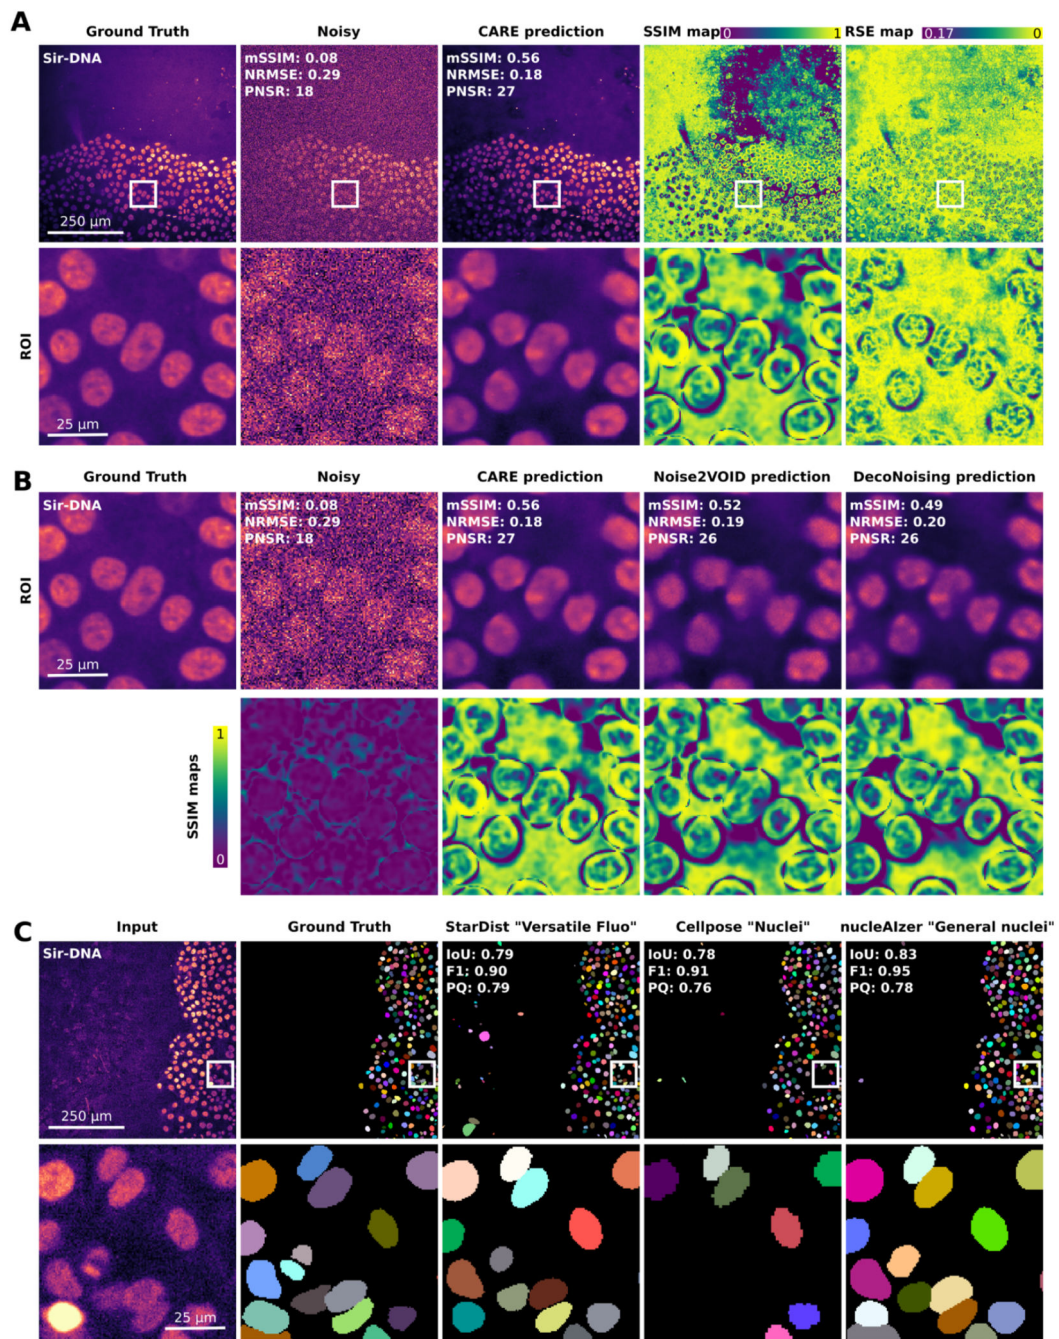 A
Ground Truth
Noisy
CARE prediction
SSIM map 0 1
RSE map 0.17 0
Sir-DNA
250 µm
mSSIM: 0.08
NRMSE: 0.29
PNSR: 18
mSSIM: 0.56
NRMSE: 0.18
PNSR: 27
ROI
25 µm
B
Ground Truth
Noisy
CARE prediction
Noise2VOID prediction
DecoNoising prediction
ROI
Sir-DNA
25 µm
mSSIM: 0.08
NRMSE: 0.29
PNSR: 18
mSSIM: 0.56
NRMSE: 0.18
PNSR: 27
mSSIM: 0.52
NRMSE: 0.19
PNSR: 26
mSSIM: 0.49
NRMSE: 0.20
PNSR: 26
SSIM maps
1
0
C
Input
Ground Truth
StarDist "Versatile Fluo"
Cellpose "Nuclei"
nucleAIzer "General nuclei"
Sir-DNA
250 µm
IoU: 0.79
F1: 0.90
PQ: 0.79
IoU: 0.78
F1: 0.91
PQ: 0.76
IoU: 0.83
F1: 0.95
PQ: 0.78
25 µm